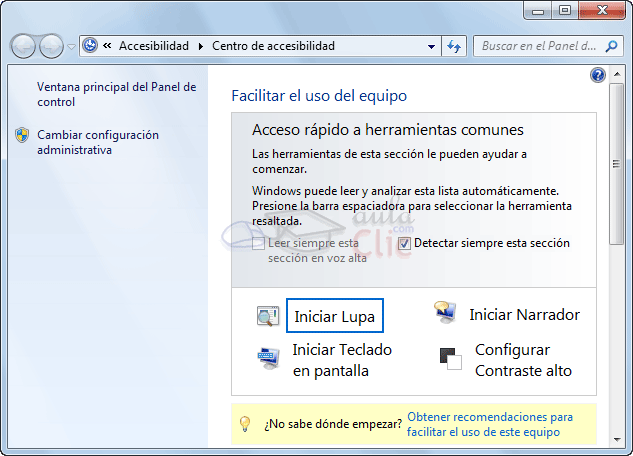 « Accesibilidad Centro de accesibilidad
Buscar en el Panel d...
Ventana principal del Panel de
control
Cambiar configuración
administrativa
Facilitar el uso del equipo
Acceso rápido a herramientas comunes
Las herramientas de esta sección le pueden ayudar a
comenzar.
Windows puede leer y analizar esta lista automáticamente.
Presione la barra espaciadora para seleccionar la herramienta
resaltada.
aula
.com
Clic
Leer siempre esta
sección en voz alta
Detectar siempre esta sección
Iniciar Lupa
Iniciar Narrador
Iniciar Teclado
en pantalla
Configurar
Contraste alto
¿No sabe dónde empezar?
Obtener recomendaciones para
facilitar el uso de este equipo